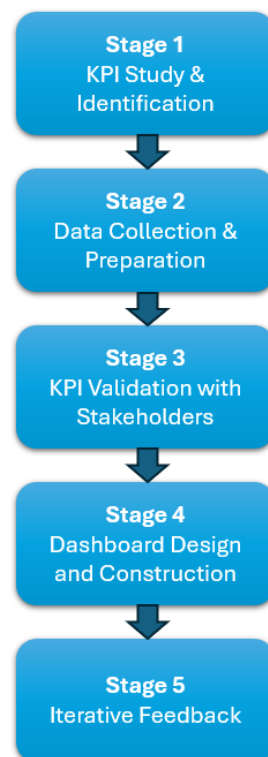 Stage 1
KPI Study &
Identification
Stage 2
Data Collection &
Preparation
Stage 3
KPI Validation with
Stakeholders
Stage 4
Dashboard Design
and Construction
Stage 5
Iterative Feedback